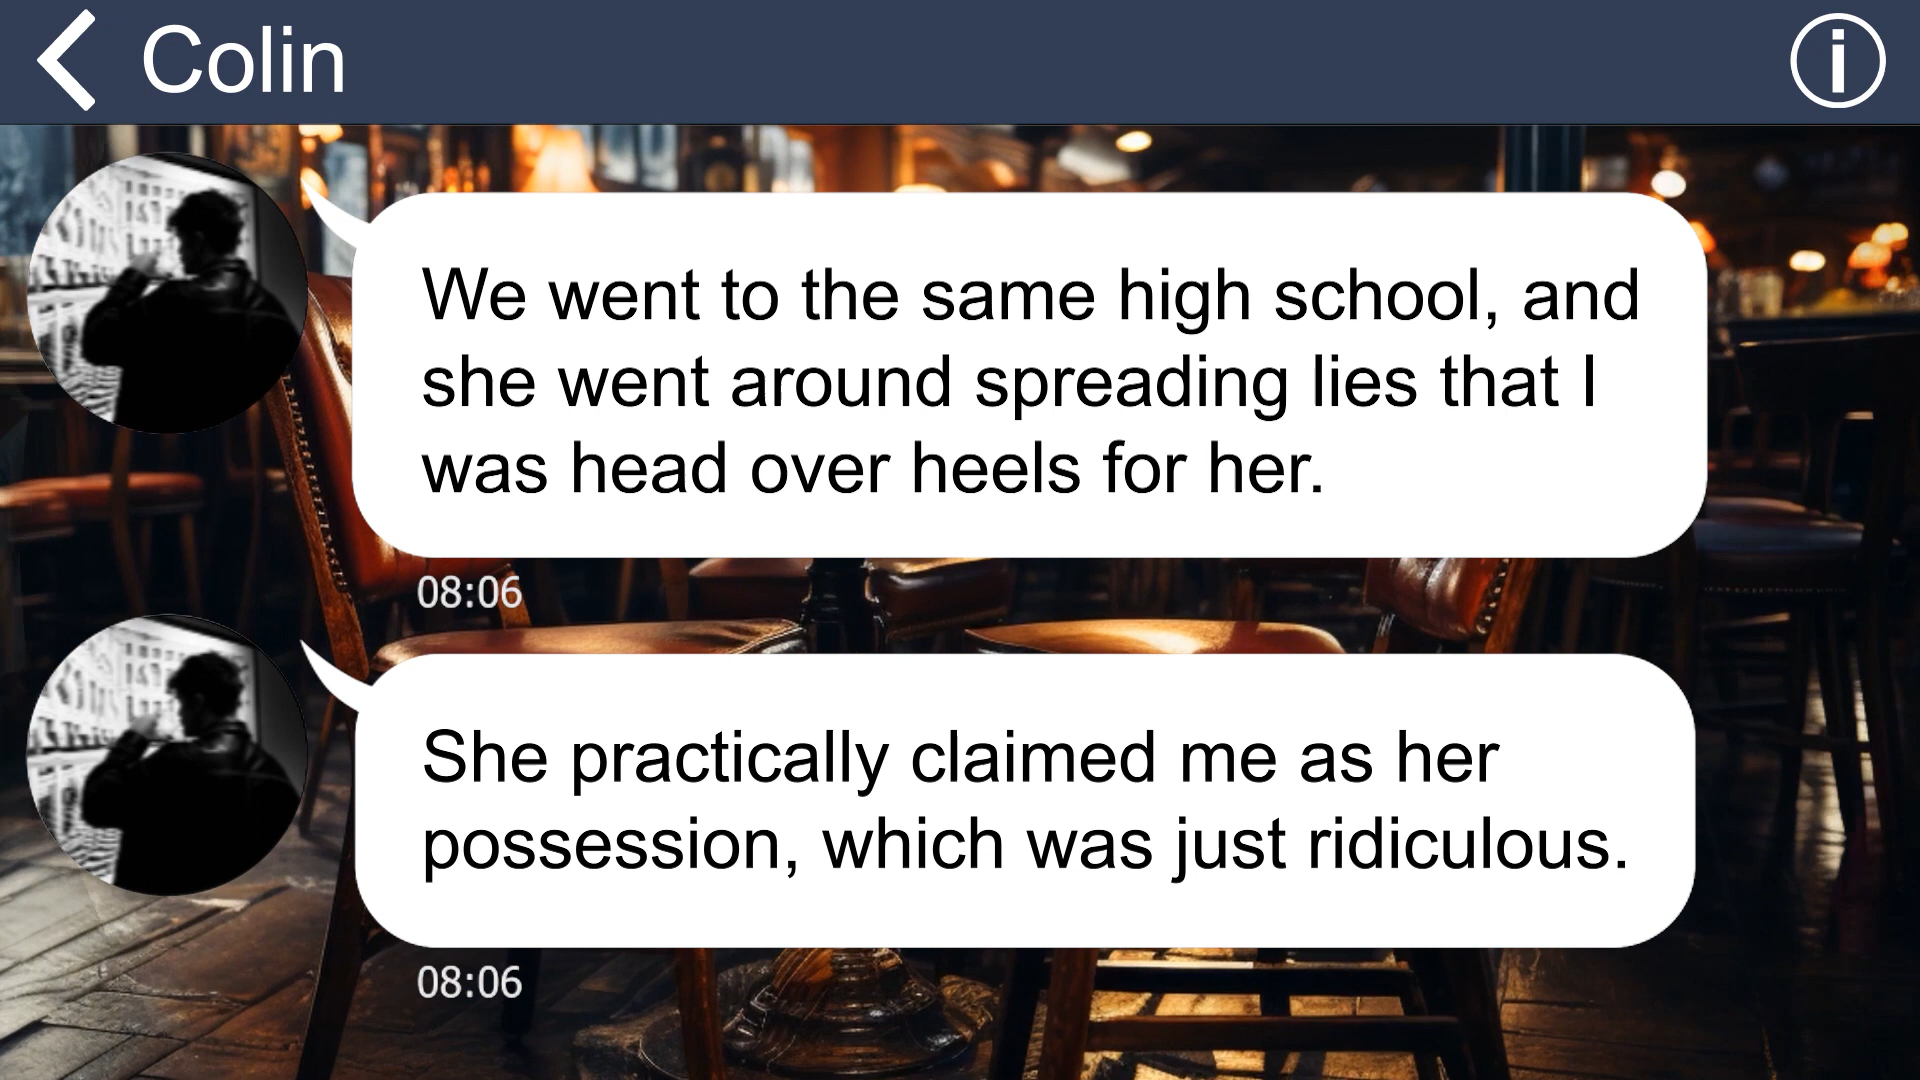 Colin
We went to the same high school, and
she went around spreading lies that I
was head over heels for her.
08:06
She practically claimed me as her
possession, which was just ridiculous.
08:06